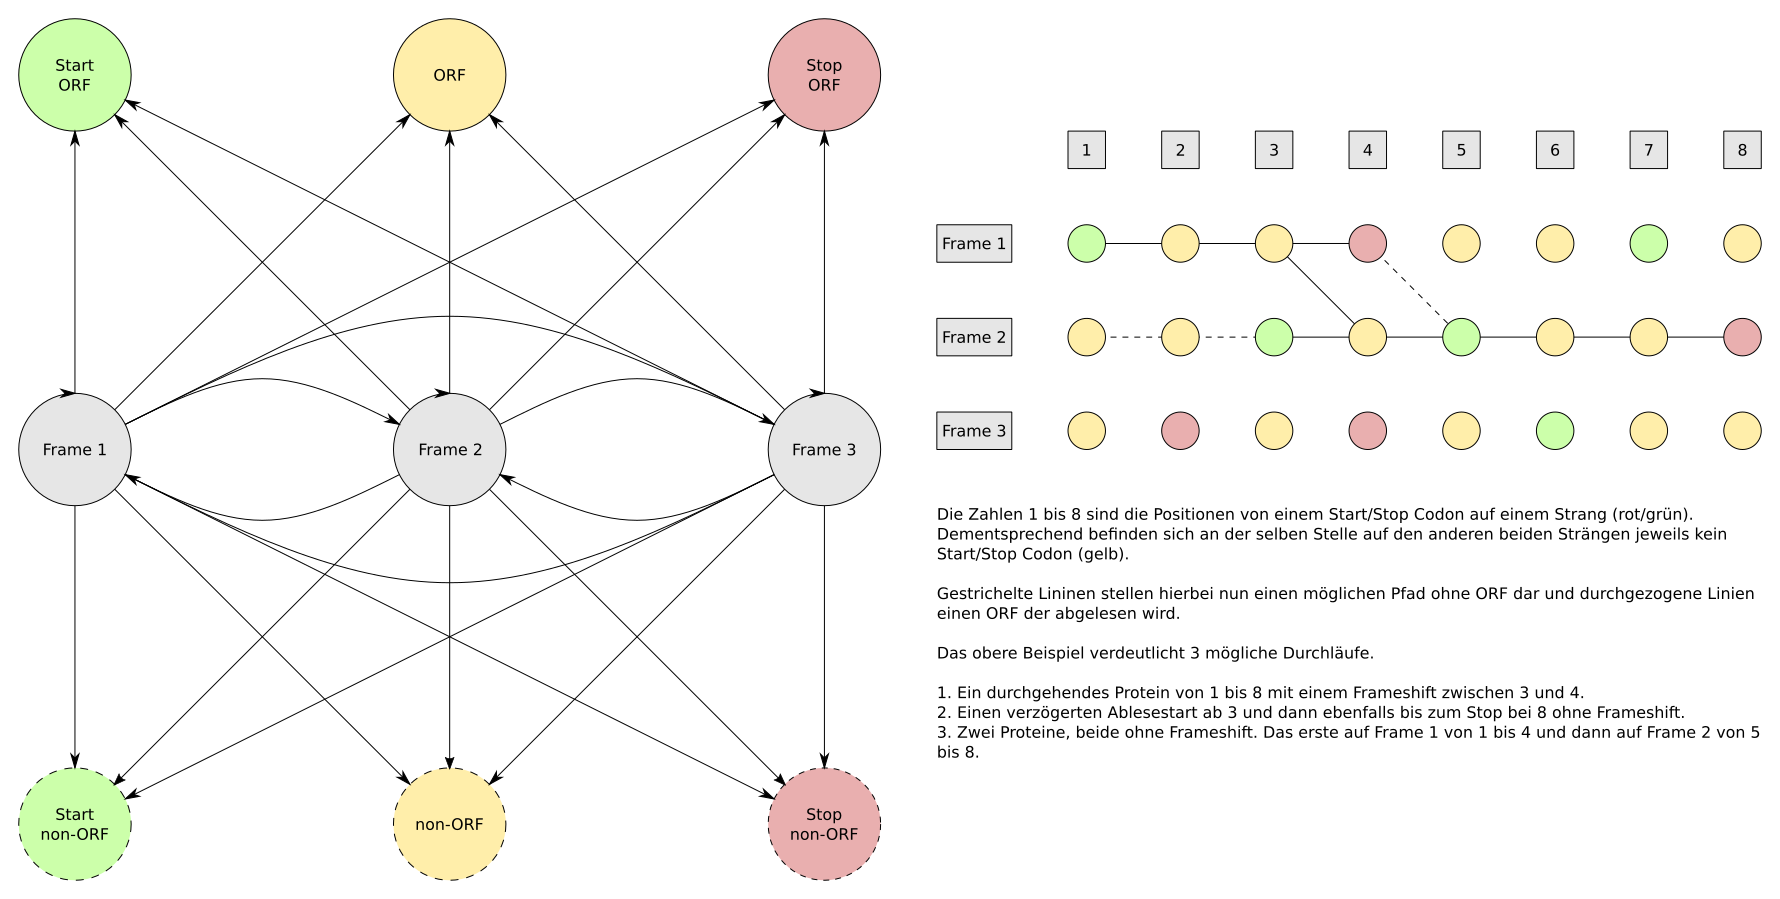 Start
ORF
ORF
Stop
ORF
Frame 1
Frame 2
Frame 3
Start
non-ORF
non-ORF
Stop
non-ORF
1 2 3 4 5 6 7 8
Frame 1
Frame 2
Frame 3
Die Zahlen 1 bis 8 sind die Positionen von einem Start/Stop Codon auf einem Strang (rot/grün).
Dementsprechend befinden sich an der selben Stelle auf den anderen beiden Strängen jeweils kein
Start/Stop Codon (gelb).
Gestrichelte Lininen stellen hierbei nun einen möglichen Pfad ohne ORF dar und durchgezogene Linien
einen ORF der abgelesen wird.
Das obere Beispiel verdeutlicht 3 mögliche Durchläufe.
1. Ein durchgehendes Protein von 1 bis 8 mit einem Frameshift zwischen 3 und 4.
2. Einen verzögerten Ablesestart ab 3 und dann ebenfalls bis zum Stop bei 8 ohne Frameshift.
3. Zwei Proteine, beide ohne Frameshift. Das erste auf Frame 1 von 1 bis 4 und dann auf Frame 2 von 5
bis 8.